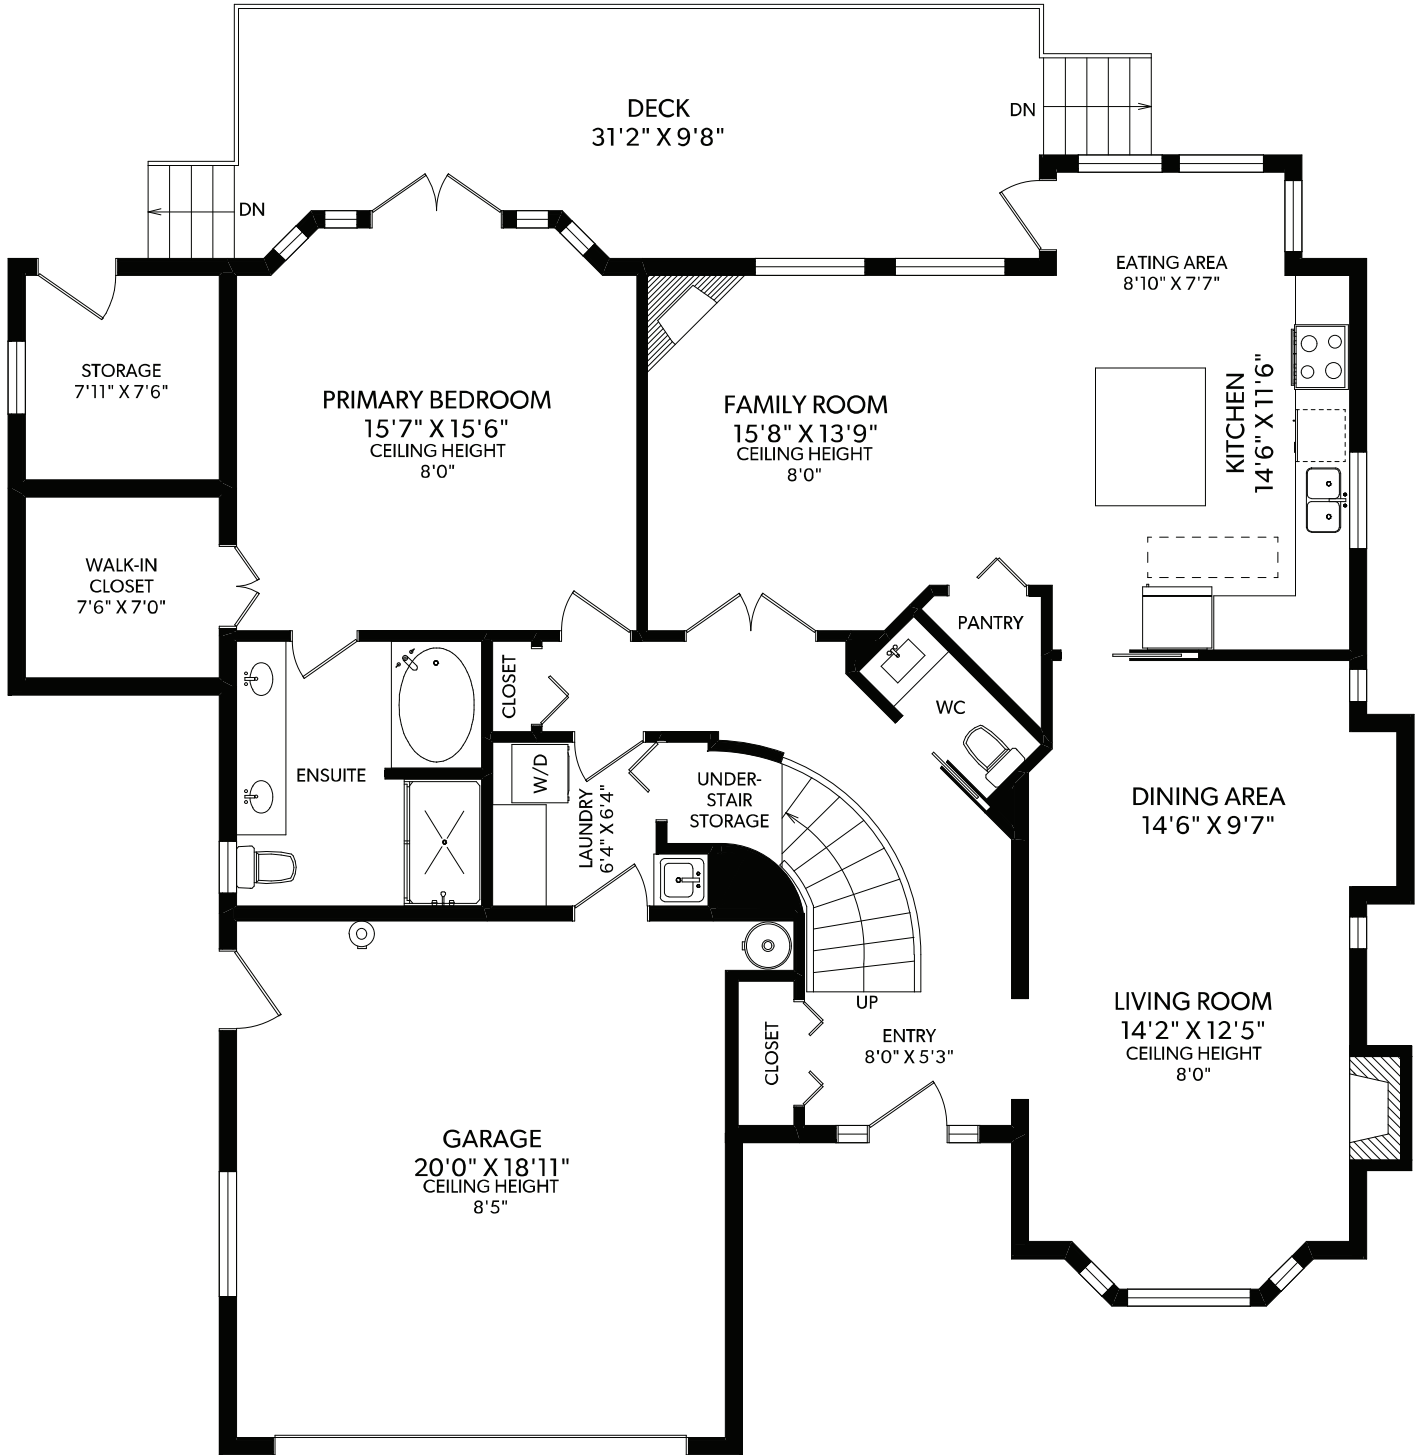 DECK
31'2" X 9'8"
DN
DN
EATING AREA
8'10" X 7'7"
STORAGE
7'11" X 7'6"
PRIMARY BEDROOM
15'7" X 15'6"
CEILING HEIGHT
8'0"
FAMILY ROOM
15'8" X 13'9"
CEILING HEIGHT
8'0"
KITCHEN
14'6" X 11'6"
WALK-IN
CLOSET
7'6" X 7'0"
PANTRY
CLOSET
WC
ENSUITE
W/D
LAUNDRY
6'4" X 6'4"
UNDER-
STAIR
STORAGE
DINING AREA
14'6" X 9'7"
UP
LIVING ROOM
14'2" X 12'5"
CEILING HEIGHT
8'0"
CLOSET
ENTRY
8'0" X 5'3"
GARAGE
20'0" X 18'11"
CEILING HEIGHT
8'5"